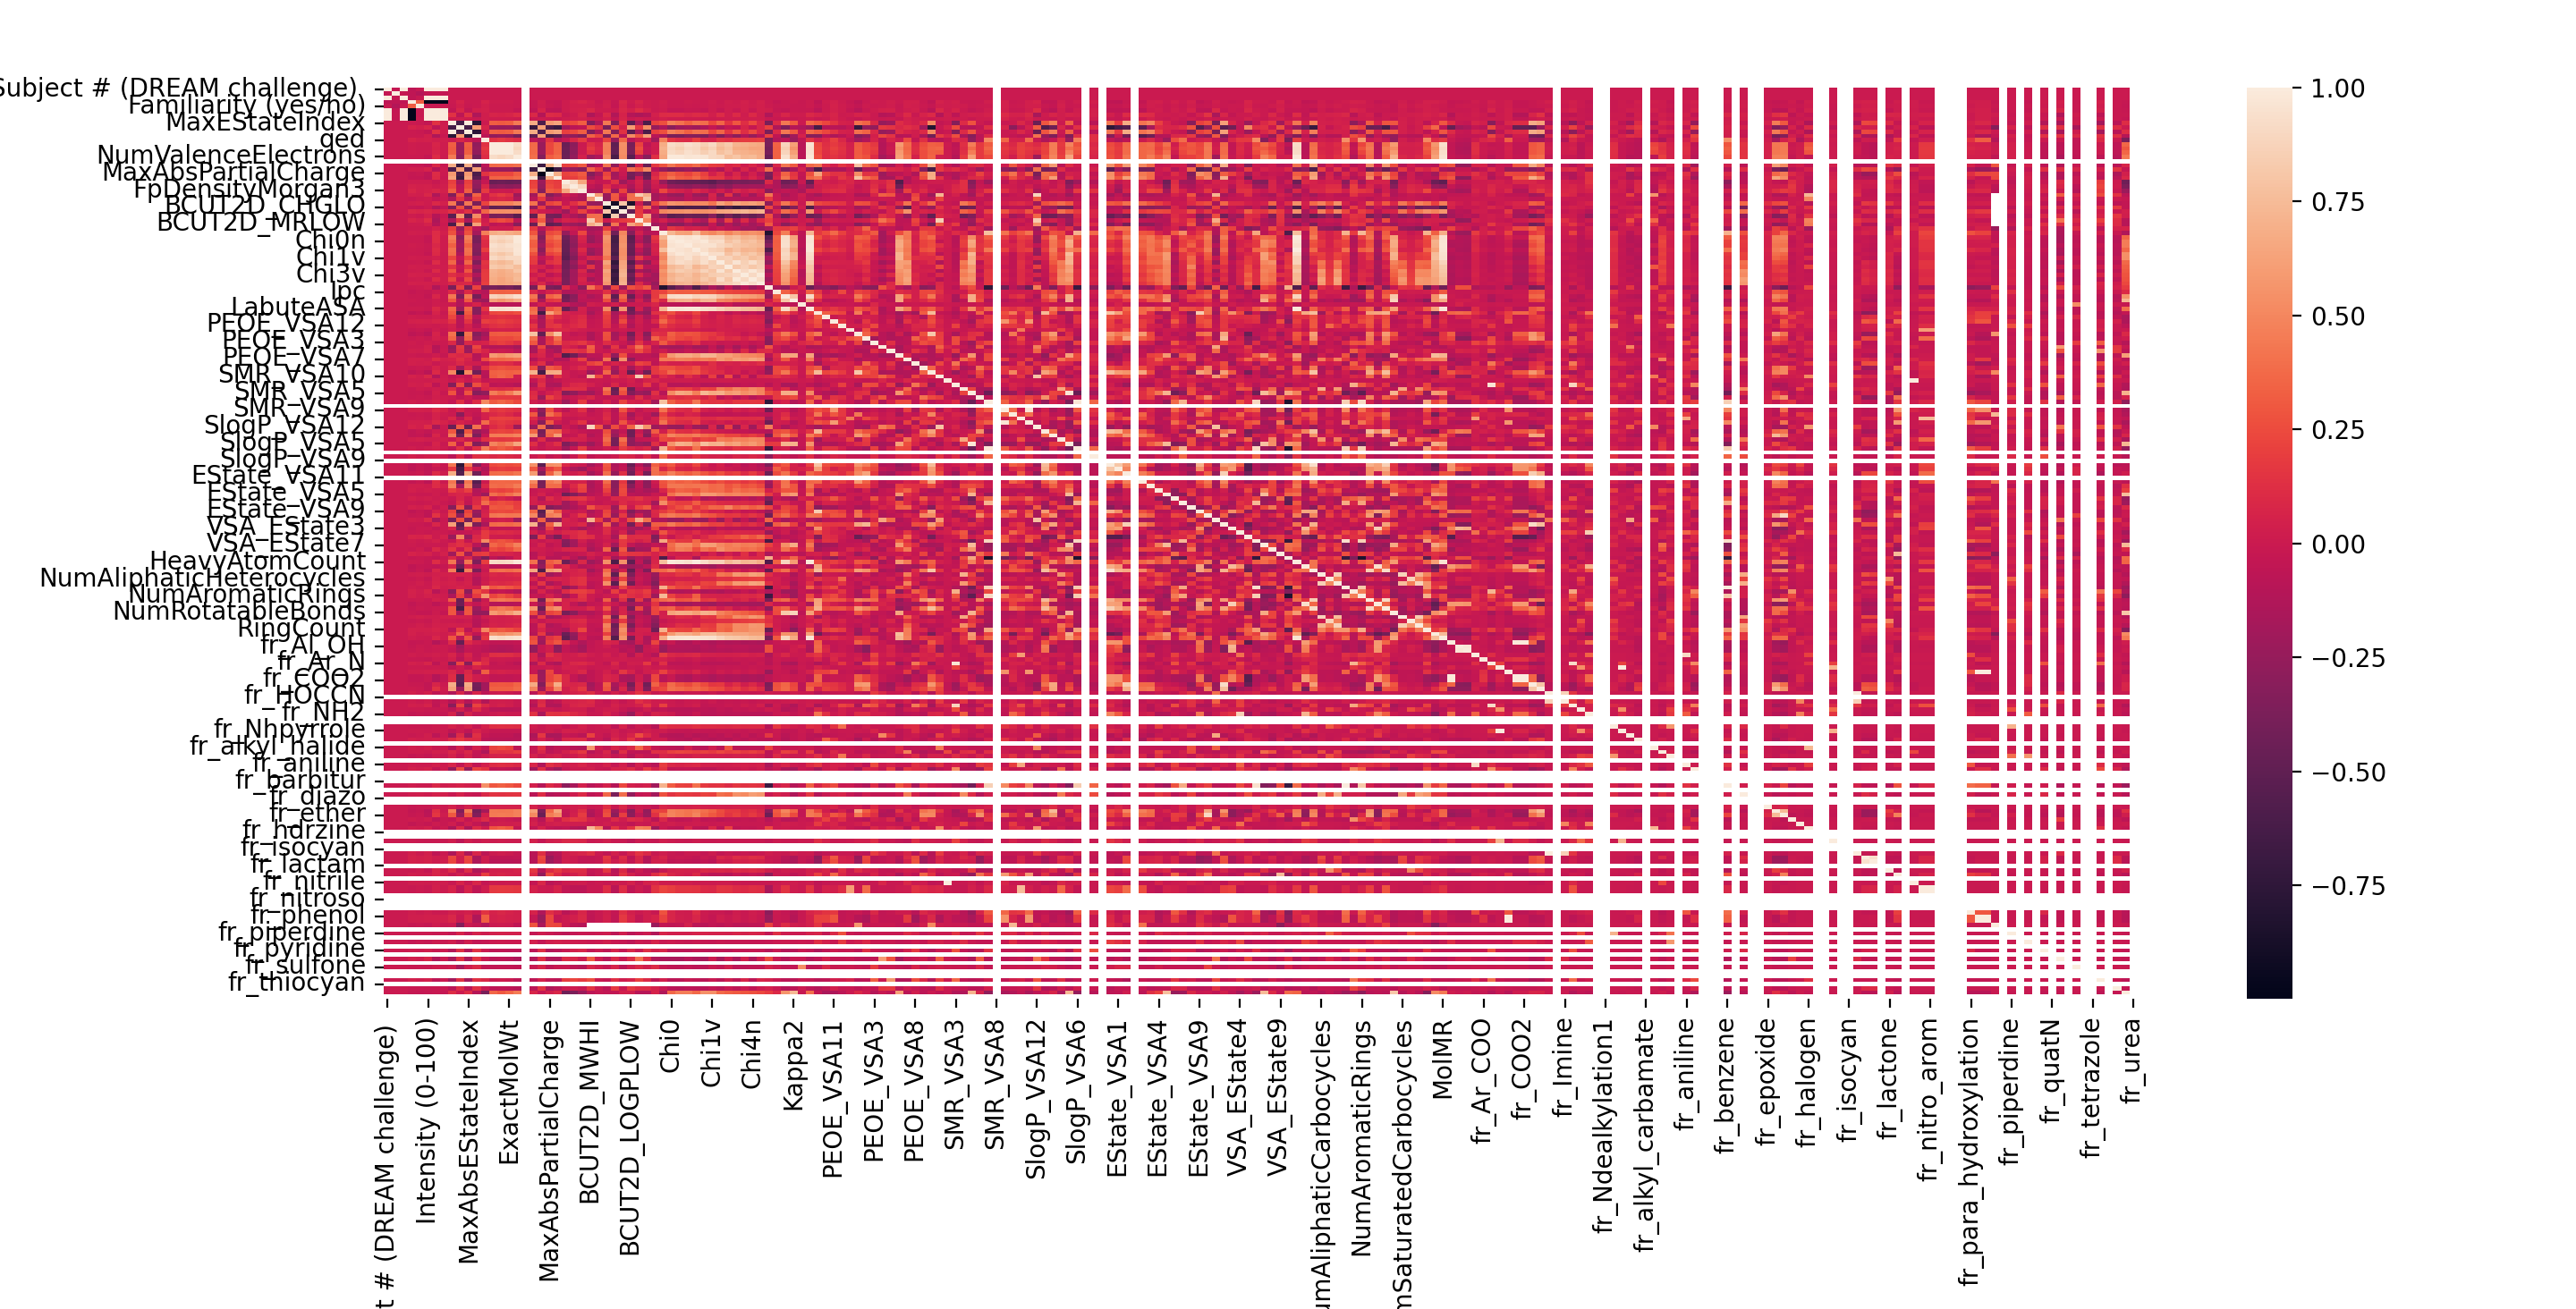 Subject # (DREAM challenge)
Familiarity (yes/no)
MaxEStateIndex
qed
NumValenceElectrons
MaxAbsPartialCharge
FpDensityMorgan3
BCUT2D_CHGLO
BCUT2D_MRLOW
Chi0n
Chi1v
Chi3v
Ipc
LabuteASA
PEOE_VSA12
PEOE_VSA3
PEOE_VSA7
SMR_VSA10
SMR_VSA5
SMR_VSA9
SlogP_VSA12
SlogP_VSA5
SlogP_VSA9
EState_VSA11
EState_VSA5
EState_VSA9
VSA_EState3
VSA_EState7
HeavyAtomCount
NumAliphaticHeterocycles
NumAromaticRings
NumRotatableBonds
RingCount
fr_Al_OH
fr_Ar_N
fr_COO2
fr_HOCCN
fr_NH2
fr_Nhpyrrole
fr_alkyl_halide
fr_aniline
fr_barbitur
fr_diazo
fr_ether
fr_hdrzine
fr_isocyan
fr_lactam
fr_nitrile
fr_nitroso
fr_phenol
fr_piperdine
fr_pyridine
fr_sulfone
fr_thiocyan
t # (DREAM challenge)
Intensity (0-100)
MaxAbsEStateIndex
ExactMolWt
MaxAbsPartialCharge
BCUT2D_MWHI
BCUT2D_LOGPLOW
Chi0
Chi1v
Chi4n
Kappa2
PEOE_VSA11
PEOE_VSA3
PEOE_VSA8
SMR_VSA3
SMR_VSA8
SlogP_VSA12
SlogP_VSA6
EState_VSA1
EState_VSA4
EState_VSA9
VSA_EState4
VSA_EState9
umAliphaticCarbocycles
NumAromaticRings
mSaturatedCarbocycles
MolMR
fr_Ar_COO
fr_COO2
fr_Imine
fr_Ndealkylation1
fr_alkyl_carbamate
fr_aniline
fr_benzene
fr_epoxide
fr_halogen
fr_isocyan
fr_lactone
fr_nitro_arom
fr_para_hydroxylation
fr_piperdine
fr_quatN
fr_tetrazole
fr_urea
1.00
0.75
0.50
0.25
0.00
−0.25
−0.50
−0.75